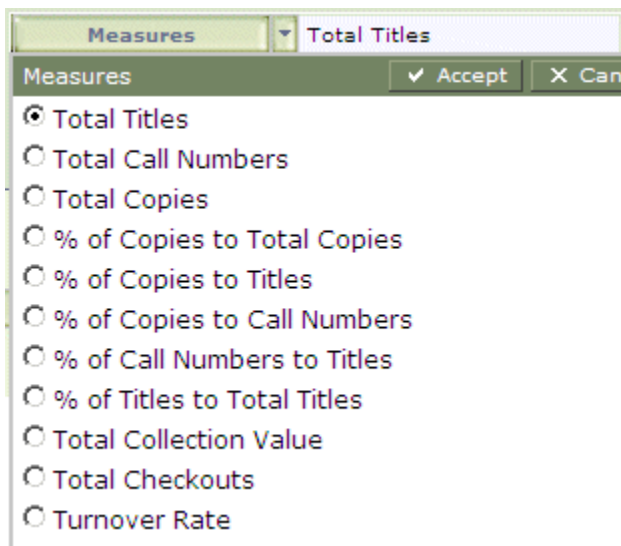 Measures Total Titles
Measures Accept Can
Total Titles
Total Call Numbers
Total Copies
% of Copies to Total Copies
% of Copies to Titles
% of Copies to Call Numbers
% of Call Numbers to Titles
% of Titles to Total Titles
Total Collection Value
Total Checkouts
Turnover Rate